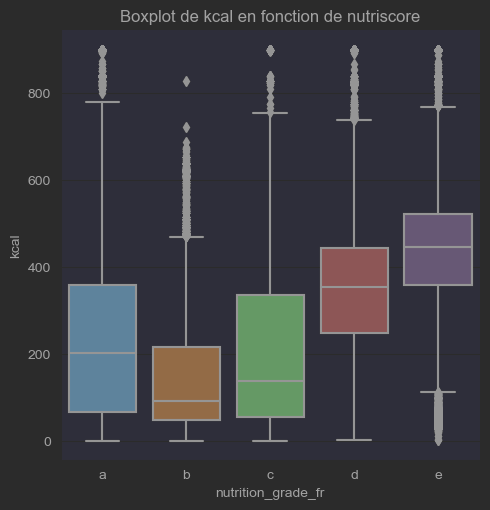 Boxplot de kcal en fonction de nutriscore
800
600
400
200
0
kcal
a b c d e
nutrition_grade_fr